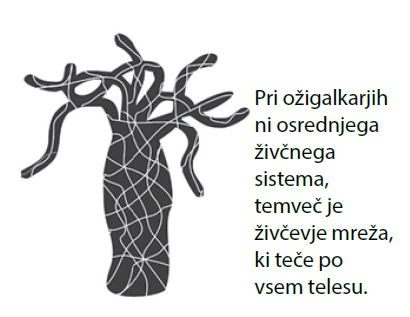 Pri ožigalkarjih
ni osrednjega
živčnega
sistema,
temveč je
živčevje mreža,
ki teče po
vsem telesu.